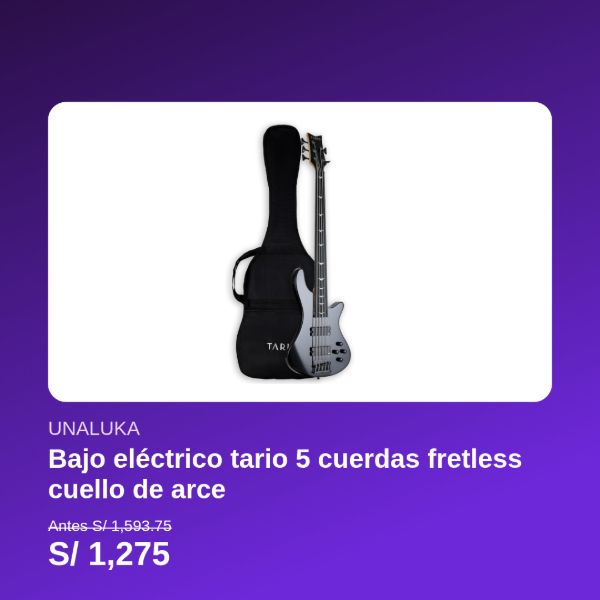 TARI
UNALUKA
Bajo eléctrico tario 5 cuerdas fretless
cuello de arce
Antes S/ 1,593.75
S/ 1,275